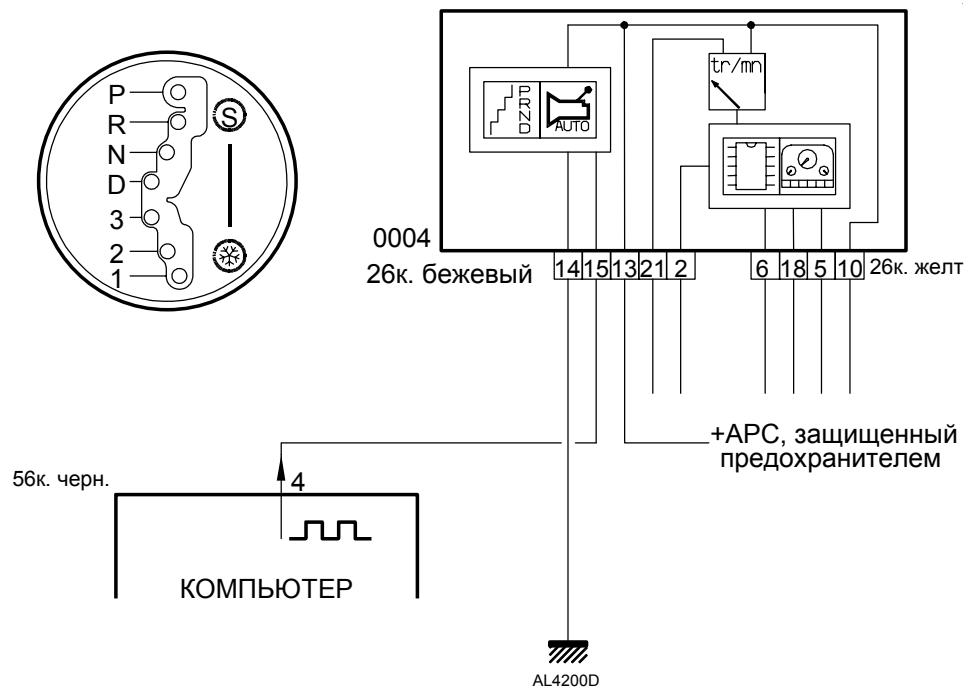 P
R
N
D
3
2
1
S
P
R
N
D
AUTO
tr/mn
0004
26к. бежевый
14 15 13 21 2
6 18 5 10
26к. желт
+АРС, защищенный
предохранителем
56к. черн.
4
КОМПЬЮТЕР
AL4200D